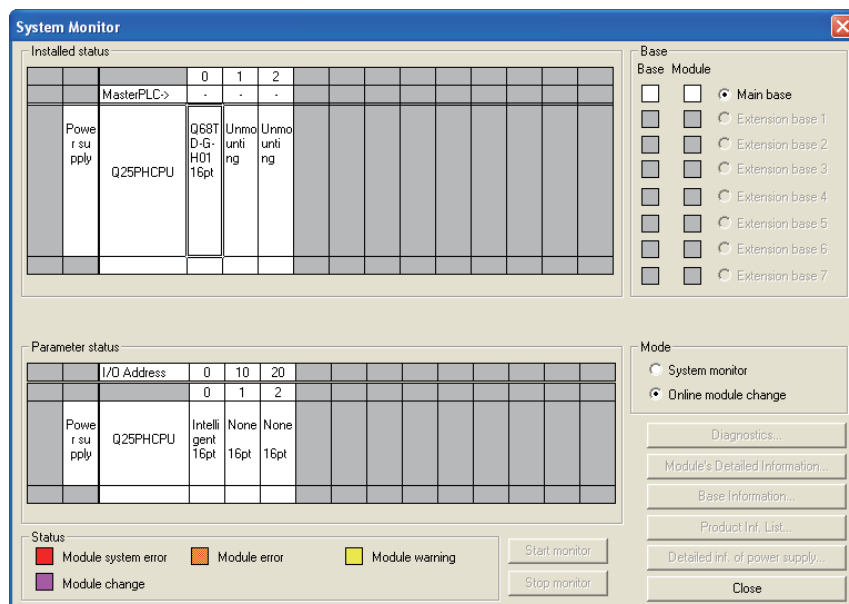 System Monitor
Installed status
0 1 2
MasterPLC-> - - -
Powe
r su
pply
Q25PHCPU
Q68T
D-G-
H01
16pt
Unmo
unti
ng
Unmo
unti
ng
Base
Base Module
Main base
Extension base 1
Extension base 2
Extension base 3
Extension base 4
Extension base 5
Extension base 6
Extension base 7
Parameter status
I/O Address 0 10 20
0 1 2
Powe
r su
pply
Q25PHCPU
Intelli
gent
16pt
None
16pt
None
16pt
Mode
System monitor
Online module change
Diagnostics...
Module's Detailed Information...
Base Information...
Product Inf. List...
Detailed inf. of power supply...
Close
Status
Module system error
Module error
Module warning
Module change
Start monitor
Stop monitor